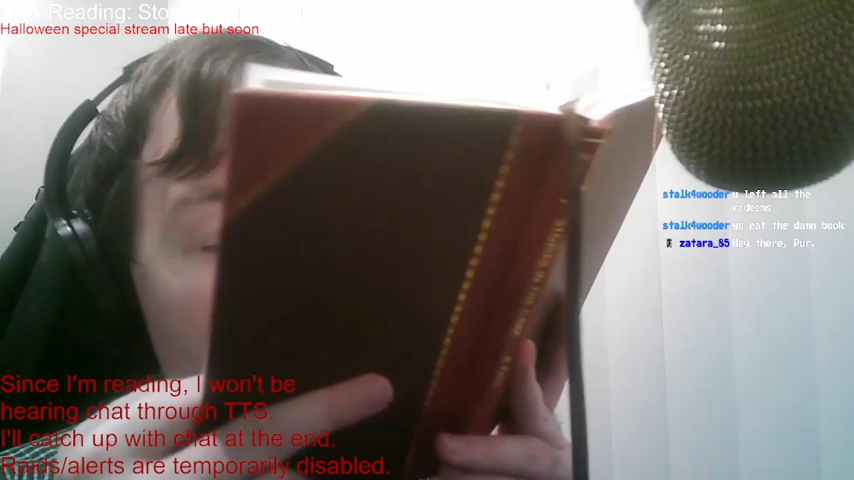 Reading: Sto
Halloween special stream late but soon
stalk4wooder u left all the
redeems
stalk4wooder yo eat the damn book
zatara_85 Hey there, Pur.
Since I'm reading, I won't be
hearing chat through TTS.
I'll catch up with chat at the end.
Raids/alerts are temporarily disabled.